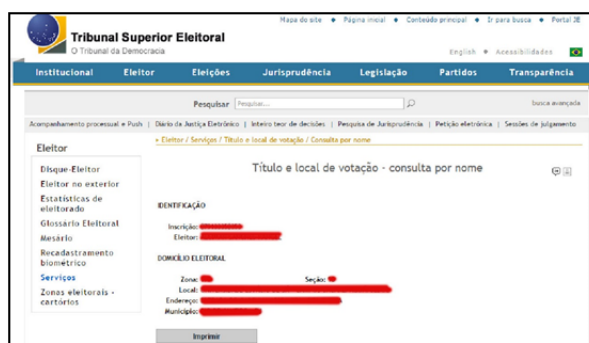 Mapa do site ◆ Página inicial ◆ Conteúdo principal ◆ Ir para busca ◆ Portal JE
Tribunal Superior Eleitoral
O Tribunal da Democracia
English ◆ Acessibilidades
Institucional Eleitor Eleições Jurisprudência Legislação Partidos Transparência
Pesquisar Pesquisar... busca avançada
Acompanhamento processual e Push | Diário da Justiça Eletrônico | Inteiro teor de decisões | Pesquisa de Jurisprudência | Petição eletrônica | Sessões de julgamento
Eleitor / Serviços / Título e local de votação / Consulta por nome
Eleitor
Disque-Eleitor
Eleitor no exterior
Estatísticas de
eleitorado
Glossário Eleitoral
Mesário
Recadastramento
biométrico
Serviços
Zonas eleitorais -
cartórios
Título e local de votação - consulta por nome
IDENTIFICAÇÃO
Inscrição:
Eleitor:
DOMICÍLIO ELEITORAL
Zona: Seção:
Local:
Endereço:
Município:
Imprimir